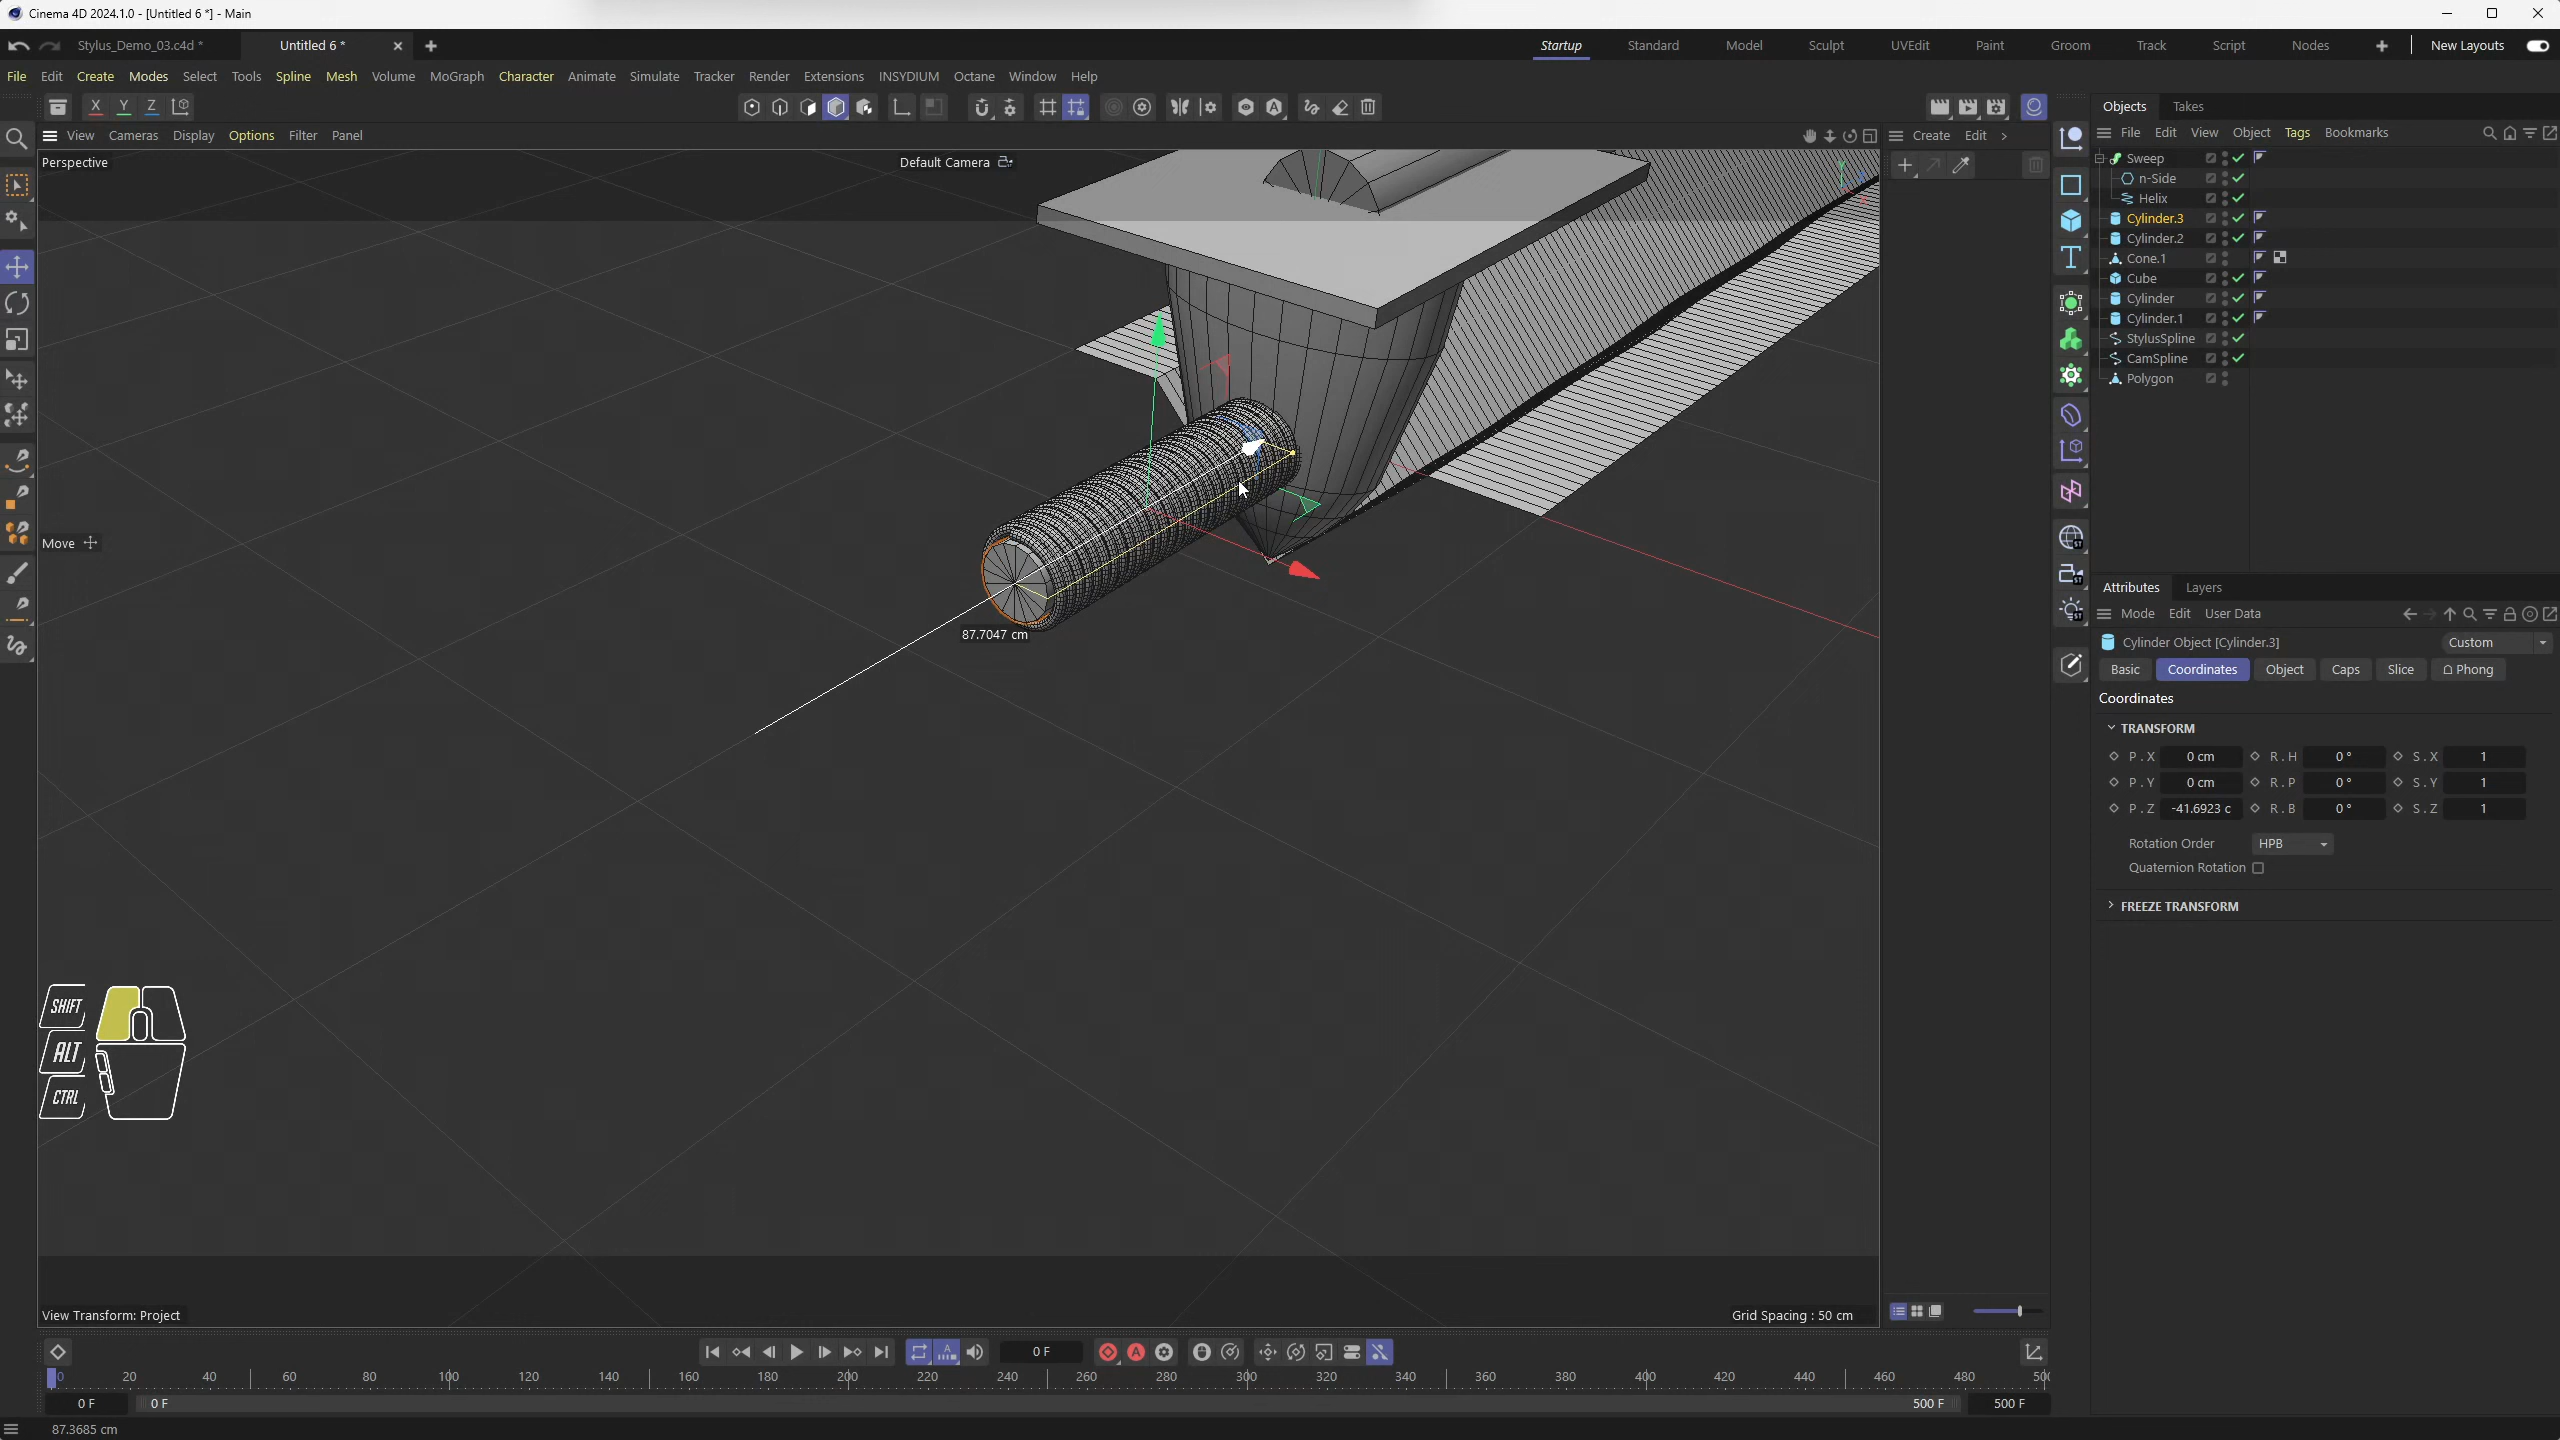 Cinema 4D 2024.1.0 - [Untitled 6 *] - Main
Stylus_Demo_03.c4d *
Untitled 6 *
Startup
Standard
Model
Sculpt
UVEdit
Paint
Groom
Track
Script
Nodes
New Layouts
File Edit Create Modes Select Tools Spline Mesh Volume MoGraph Character Animate Simulate Tracker Render Extensions INSYDIUM Octane Window Help
X Y Z
Objects Takes
View Cameras Display Options Filter Panel
Create Edit
File Edit View Object Tags Bookmarks
Perspective
Default Camera
Sweep
n-Side
Helix
Cylinder.3
Cylinder.2
Cone.1
Cube
Cylinder
Cylinder.1
StylusSpline
CamSpline
Polygon
Move
87.7047 cm
Attributes Layers
Mode Edit User Data
Cylinder Object [Cylinder.3]
Custom
Basic Coordinates Object Caps Slice Phong
Coordinates
TRANSFORM
P . X 0 cm R . H 0 ° S . X 1
P . Y 0 cm R . P 0 ° S . Y 1
P . Z -41.6923 c R . B 0 ° S . Z 1
Rotation Order HPB
Quaternion Rotation
FREEZE TRANSFORM
SHIFT
ALT
CTRL
View Transform: Project
Grid Spacing : 50 cm
0 F
0 20 40 60 80 100 120 140 160 180 200 220 240 260 280 300 320 340 360 380 400 420 440 460 480 50
0 F 0 F 500 F 500 F
87.3685 cm